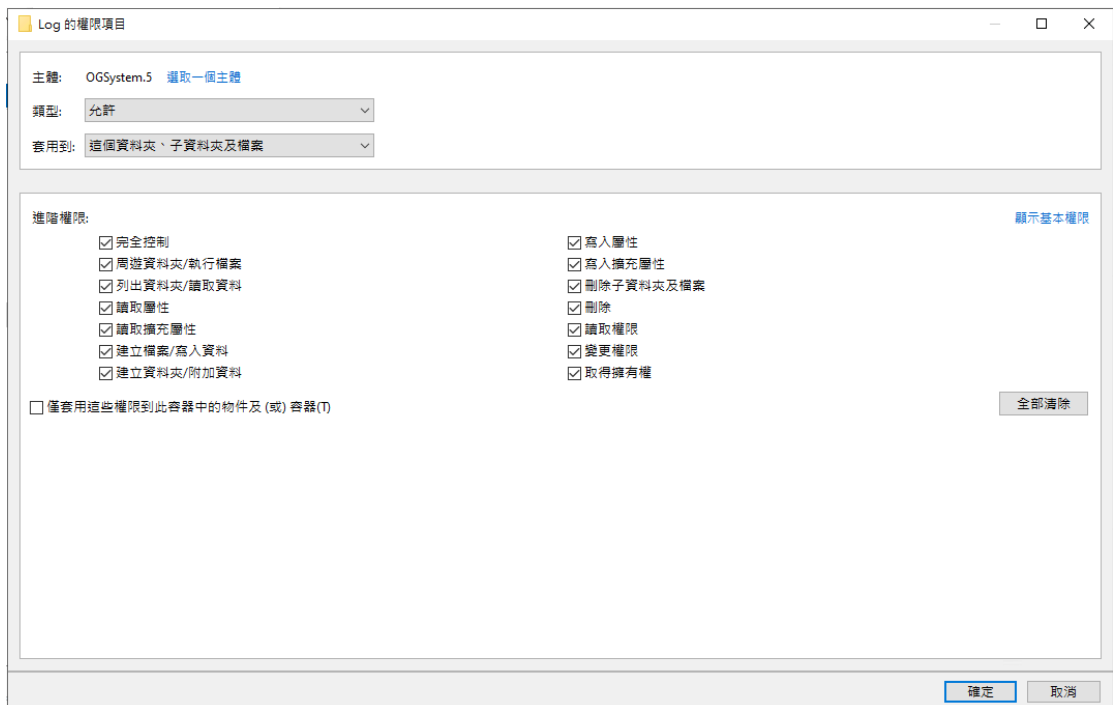 Log 的權限項目
主體: OGSystem.5 選取一個主體
類型: 允許
套用到: 這個資料夾、子資料夾及檔案
進階權限: 顯示基本權限
完全控制 寫入屬性
周遊資料夾/執行檔案 寫入擴充屬性
列出資料夾/讀取資料 刪除子資料夾及檔案
讀取屬性 刪除
讀取擴充屬性 讀取權限
建立檔案/寫入資料 變更權限
建立資料夾/附加資料 取得擁有權
僅套用這些權限到此容器中的物件及 (或) 容器(T) 全部清除
確定 取消